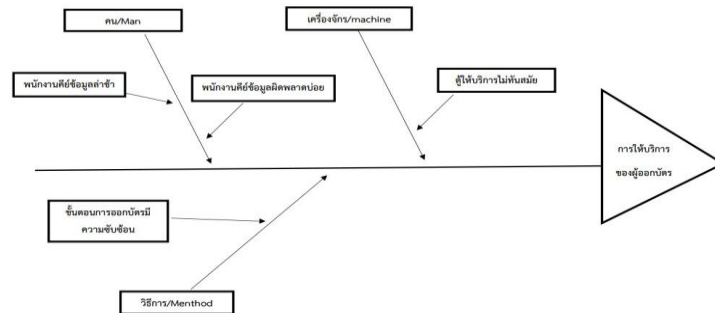 คน/Man
เครื่องจักร/machine
พนักงานคีย์ข้อมูลล่าช้า
พนักงานคีย์ข้อมูลผิดพลาดบ่อย
ตู้ให้บริการไม่ทันสมัย
การให้บริการ
ของผู้ออกบัตร
ขั้นตอนการออกบัตรมี
ความซับซ้อน
วิธีการ/Menthod